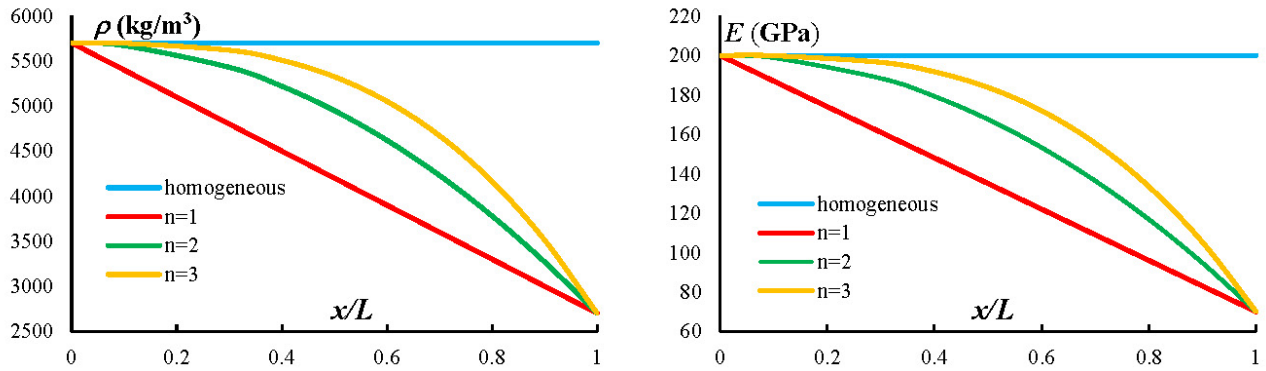 6000
ρ (kg/m³)
5500
5000
4500
4000
3500
3000
2500
homogeneous
n=1
n=2
n=3
x/L
0 0.2 0.4 0.6 0.8 1
220
E (GPa)
200
180
160
140
120
100
80
60
homogeneous
n=1
n=2
n=3
x/L
0 0.2 0.4 0.6 0.8 1